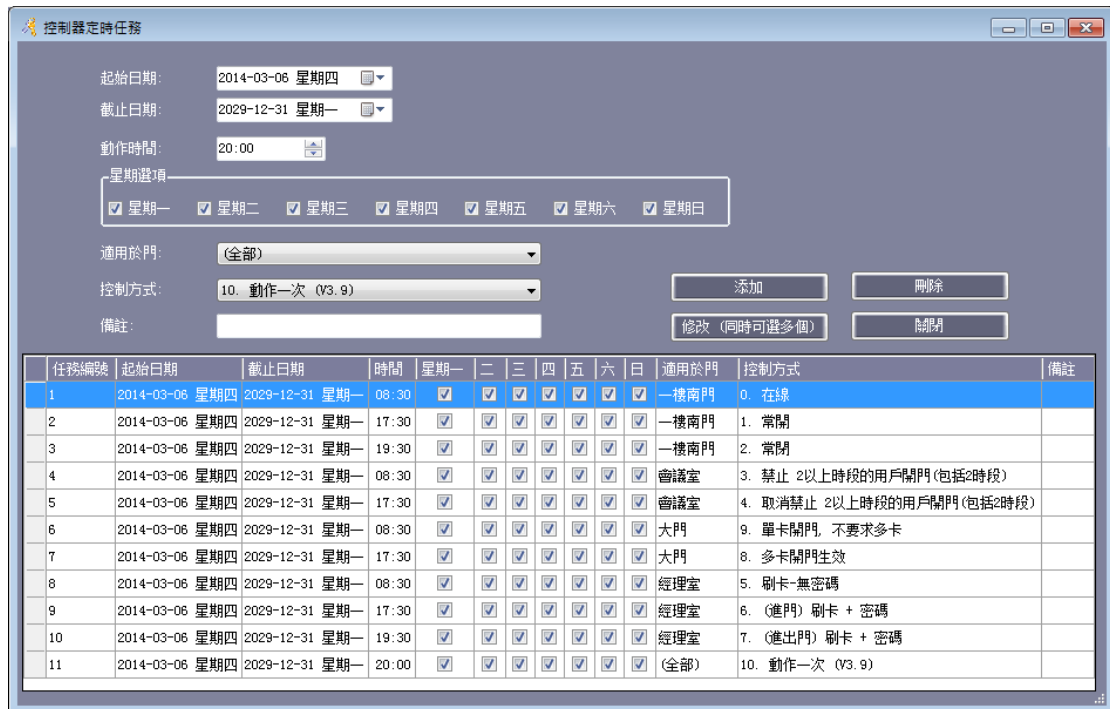 控制器定時任務
起始日期: 2014-03-06 星期四
截止日期: 2029-12-31 星期一
動作時間: 20:00
星期選項
星期一 星期二 星期三 星期四 星期五 星期六 星期日
適用於門: (全部)
控制方式: 10. 動作一次 (V3.9) 添加 刪除
備註: 修改 (同時可選多個) 關閉
任務編號 起始日期 截止日期 時間 星期一 二 三 四 五 六 日 適用於門 控制方式 備註
1 2014-03-06 星期四 2029-12-31 星期一 08:30 一樓南門 0. 在線
2 2014-03-06 星期四 2029-12-31 星期一 17:30 一樓南門 1. 常開
3 2014-03-06 星期四 2029-12-31 星期一 19:30 一樓南門 2. 常閉
4 2014-03-06 星期四 2029-12-31 星期一 08:30 會議室 3. 禁止 2以上時段的用戶開門(包括2時段)
5 2014-03-06 星期四 2029-12-31 星期一 17:30 會議室 4. 取消禁止 2以上時段的用戶開門(包括2時段)
6 2014-03-06 星期四 2029-12-31 星期一 08:30 大門 9. 單卡開門, 不要求多卡
7 2014-03-06 星期四 2029-12-31 星期一 17:30 大門 8. 多卡開門生效
8 2014-03-06 星期四 2029-12-31 星期一 08:30 經理室 5. 刷卡-無密碼
9 2014-03-06 星期四 2029-12-31 星期一 17:30 經理室 6. (進門) 刷卡 + 密碼
10 2014-03-06 星期四 2029-12-31 星期一 19:30 經理室 7. (進出門) 刷卡 + 密碼
11 2014-03-06 星期四 2029-12-31 星期一 20:00 (全部) 10. 動作一次 (V3.9)